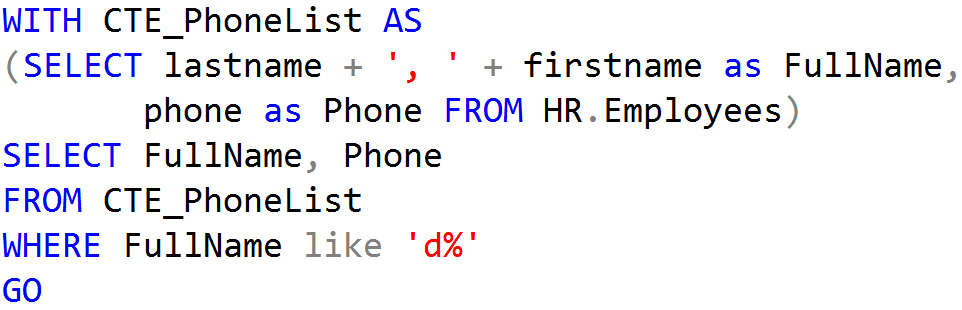 WITH CTE_PhoneList AS
(SELECT lastname + ', ' + firstname as FullName,
       phone as Phone FROM HR.Employees)
SELECT FullName, Phone
FROM CTE_PhoneList
WHERE FullName like 'd%'
GO